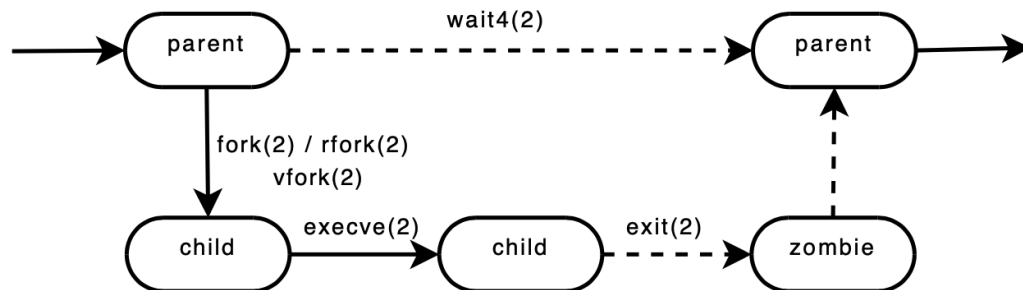 wait4(2)
parent
parent
fork(2) / rfork(2)
vfork(2)
execve(2)
exit(2)
child
child
zombie